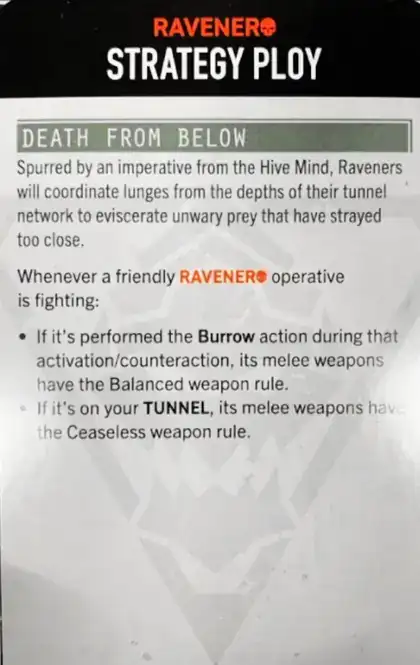 RAVENER
STRATEGY PLOY
DEATH FROM BELOW
Spurred by an imperative from the Hive Mind, Raveners
will coordinate lunges from the depths of their tunnel
network to eviscerate unwary prey that have strayed
too close.
Whenever a friendly RAVENER operative
is fighting:
• If it's performed the Burrow action during that
activation/counteraction, its melee weapons
have the Balanced weapon rule.
• If it's on your TUNNEL, its melee weapons have
the Ceaseless weapon rule.